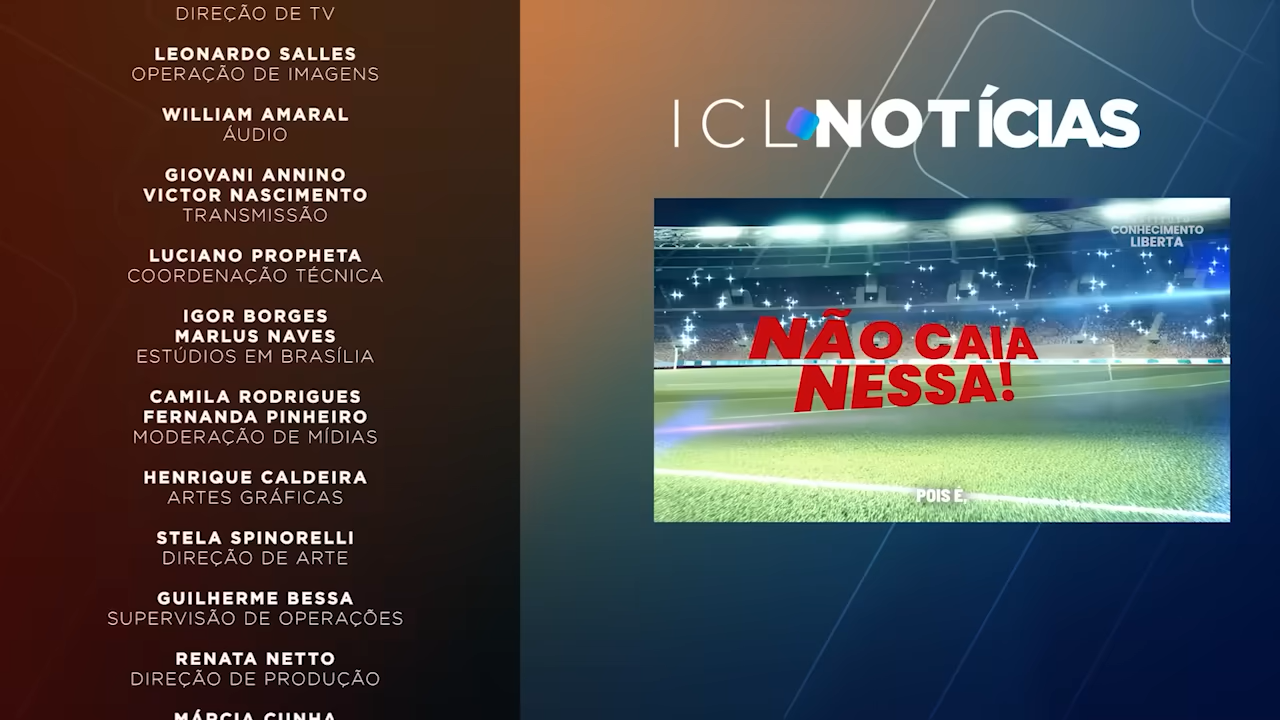 DIREÇÃO DE TV
LEONARDO SALLES
OPERAÇÃO DE IMAGENS
WILLIAM AMARAL
ÁUDIO
GIOVANI ANNINO
VICTOR NASCIMENTO
TRANSMISSÃO
LUCIANO PROPHETA
COORDENAÇÃO TÉCNICA
IGOR BORGES
MARLUS NAVES
ESTÚDIOS EM BRASÍLIA
CAMILA RODRIGUES
FERNANDA PINHEIRO
MODERAÇÃO DE MÍDIAS
HENRIQUE CALDEIRA
ARTES GRÁFICAS
STELA SPINORELLI
DIREÇÃO DE ARTE
GUILHERME BESSA
SUPERVISÃO DE OPERAÇÕES
RENATA NETTO
DIREÇÃO DE PRODUÇÃO
MÁRCIA CUNHA
ICL NOTÍCIAS
INSTITUTO
CONHECIMENTO
LIBERTA
NÃO CAIA
NESSA!
POIS É,